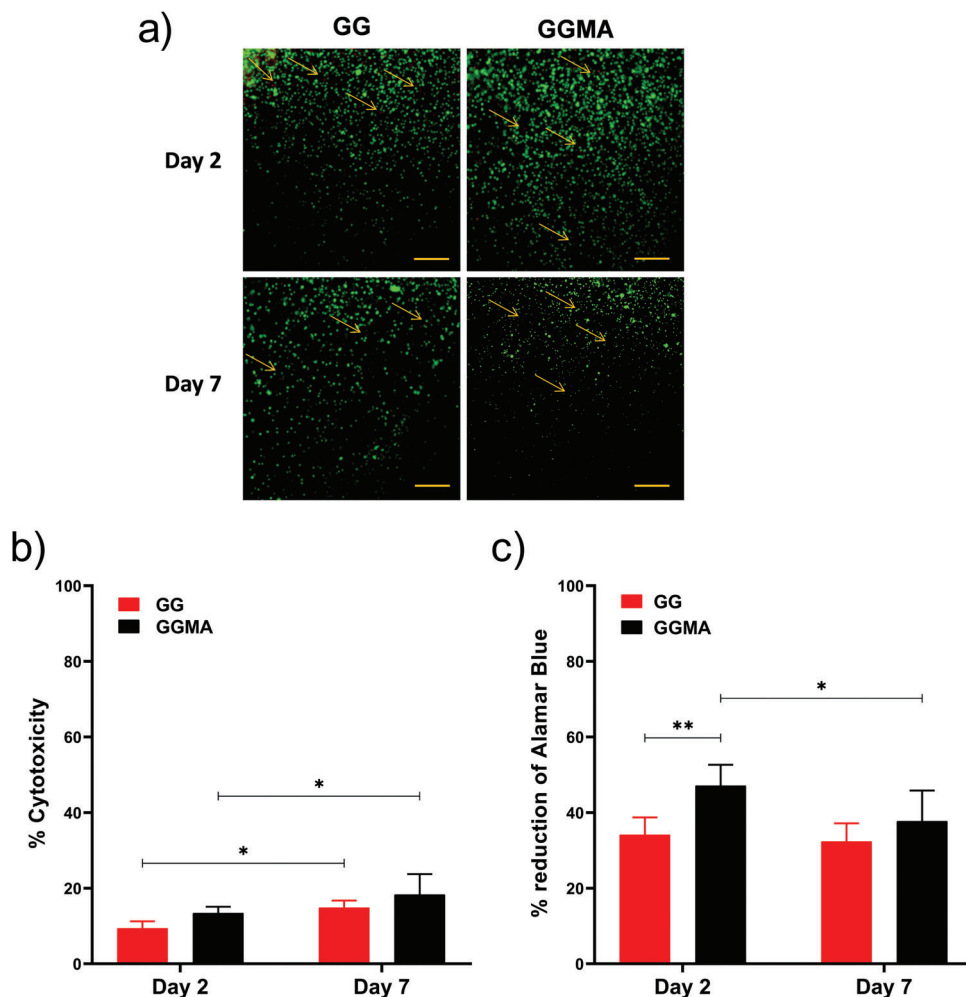 a)
GG
GGMA
Day 2
Day 7
b)
100
80
60
40
20
0
% Cytotoxicity
GG
GGMA
*
*
Day 2
Day 7
c)
100
80
60
40
20
0
% reduction of Alamar Blue
GG
GGMA
**
*
Day 2
Day 7